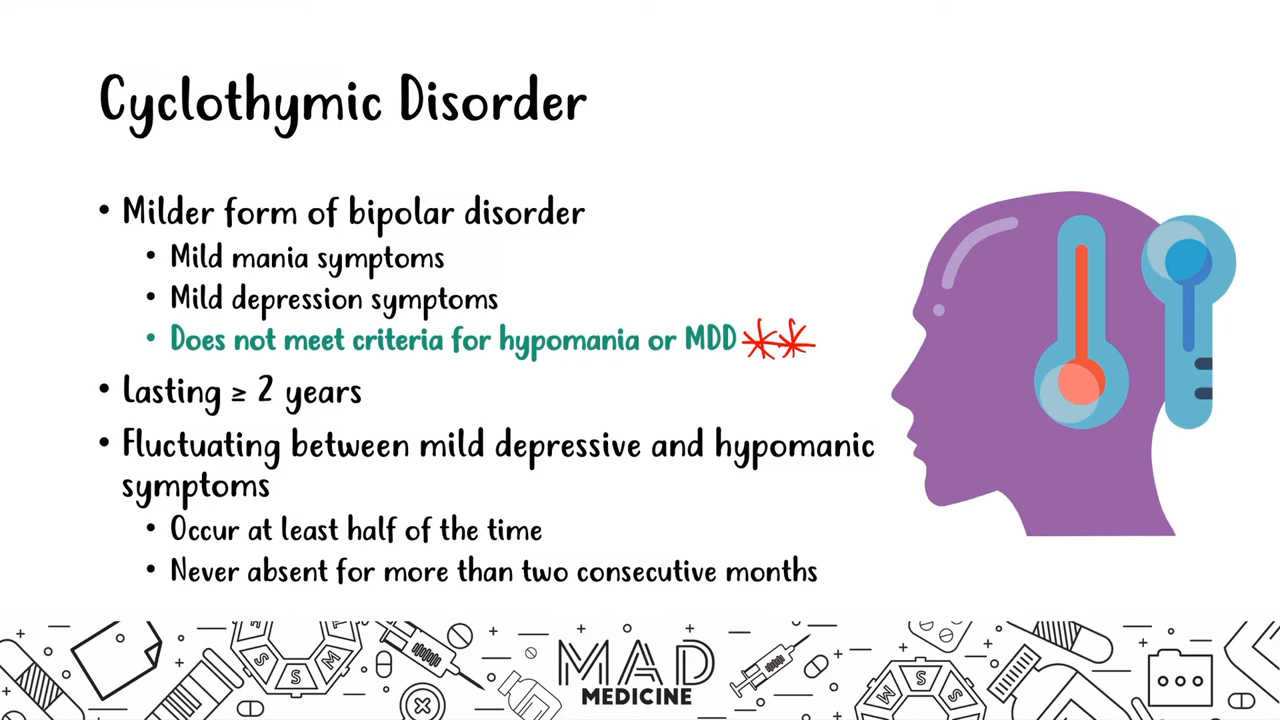 Cyclothymic Disorder
• Milder form of bipolar disorder
• Mild mania symptoms
• Mild depression symptoms
• Does not meet criteria for hypomania or MDD **
• Lasting ≥ 2 years
• Fluctuating between mild depressive and hypomanic
symptoms
• Occur at least half of the time
• Never absent for more than two consecutive months
MAD
MEDICINE